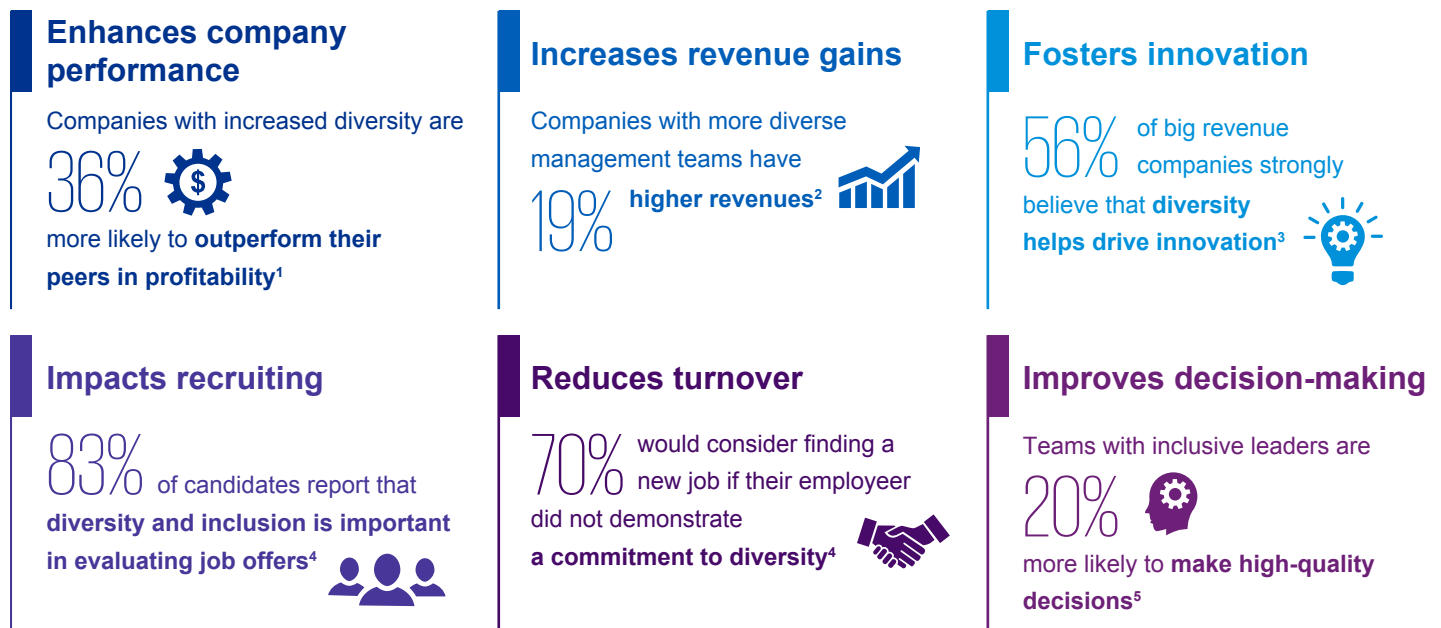 Enhances company
performance
Companies with increased diversity are
36%
$
more likely to outperform their
peers in profitability¹
Increases revenue gains
Companies with more diverse
management teams have
19% higher revenues²
Fosters innovation
56% of big revenue
companies strongly
believe that diversity
helps drive innovation³
Impacts recruiting
83% of candidates report that
diversity and inclusion is important
in evaluating job offers⁴
Reduces turnover
70% would consider finding a
new job if their employeer
did not demonstrate
a commitment to diversity⁴
Improves decision-making
Teams with inclusive leaders are
20%
more likely to make high-quality
decisions⁵